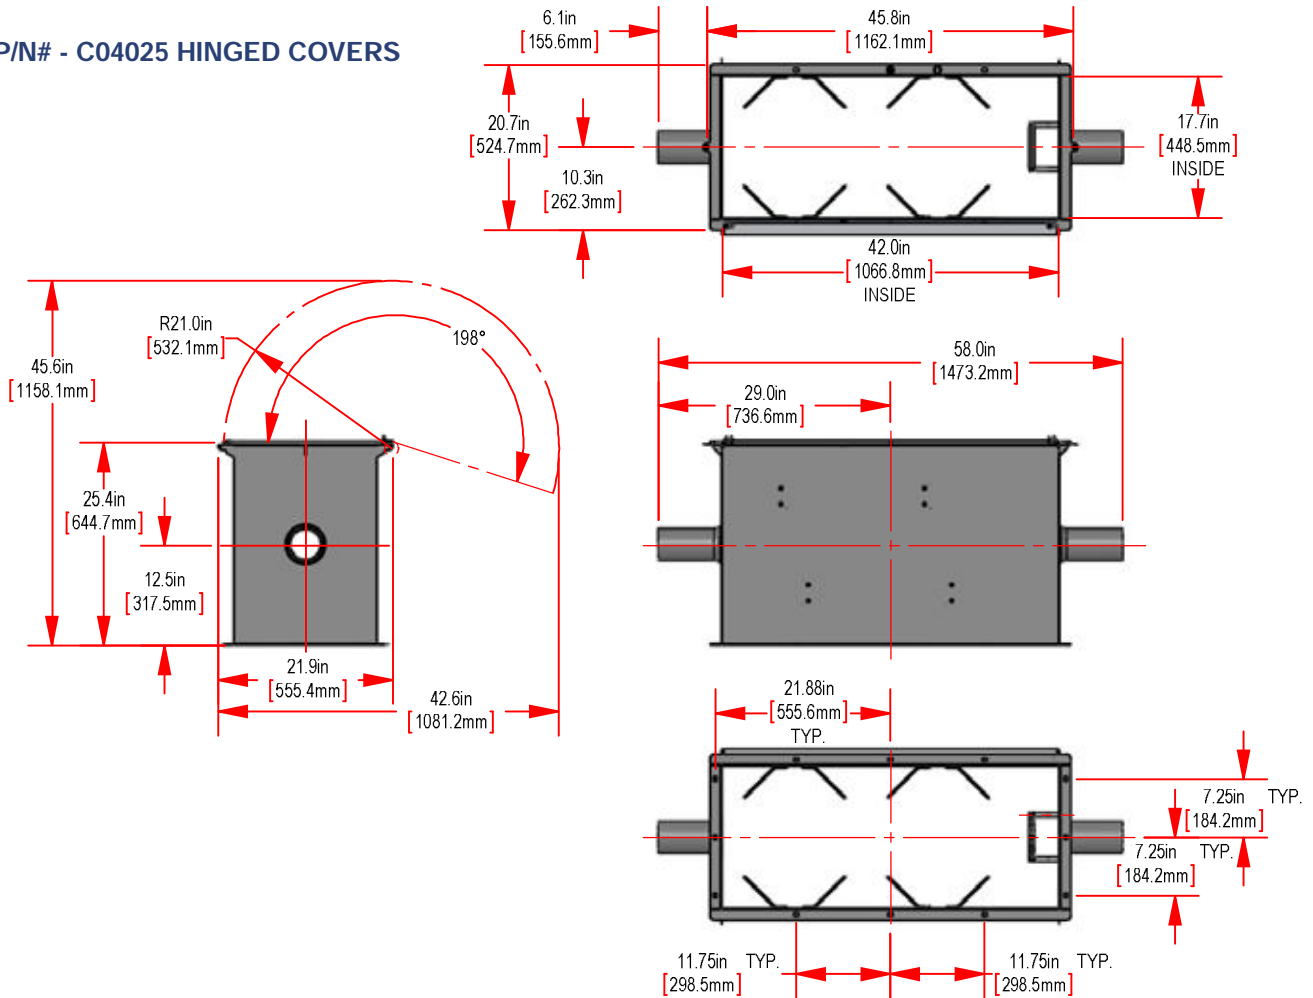 P/N# - C04025 HINGED COVERS
6.1in
[155.6mm]
45.8in
[1162.1mm]
20.7in
[524.7mm]
10.3in
[262.3mm]
17.7in
[448.5mm]
INSIDE
42.0in
[1066.8mm]
INSIDE
R21.0in
[532.1mm]
198°
45.6in
[1158.1mm]
25.4in
[644.7mm]
12.5in
[317.5mm]
21.9in
[555.4mm]
42.6in
[1081.2mm]
58.0in
[1473.2mm]
29.0in
[736.6mm]
21.88in
[555.6mm]
TYP.
7.25in TYP.
[184.2mm]
7.25in TYP.
[184.2mm]
11.75in TYP.
[298.5mm]
11.75in TYP.
[298.5mm]